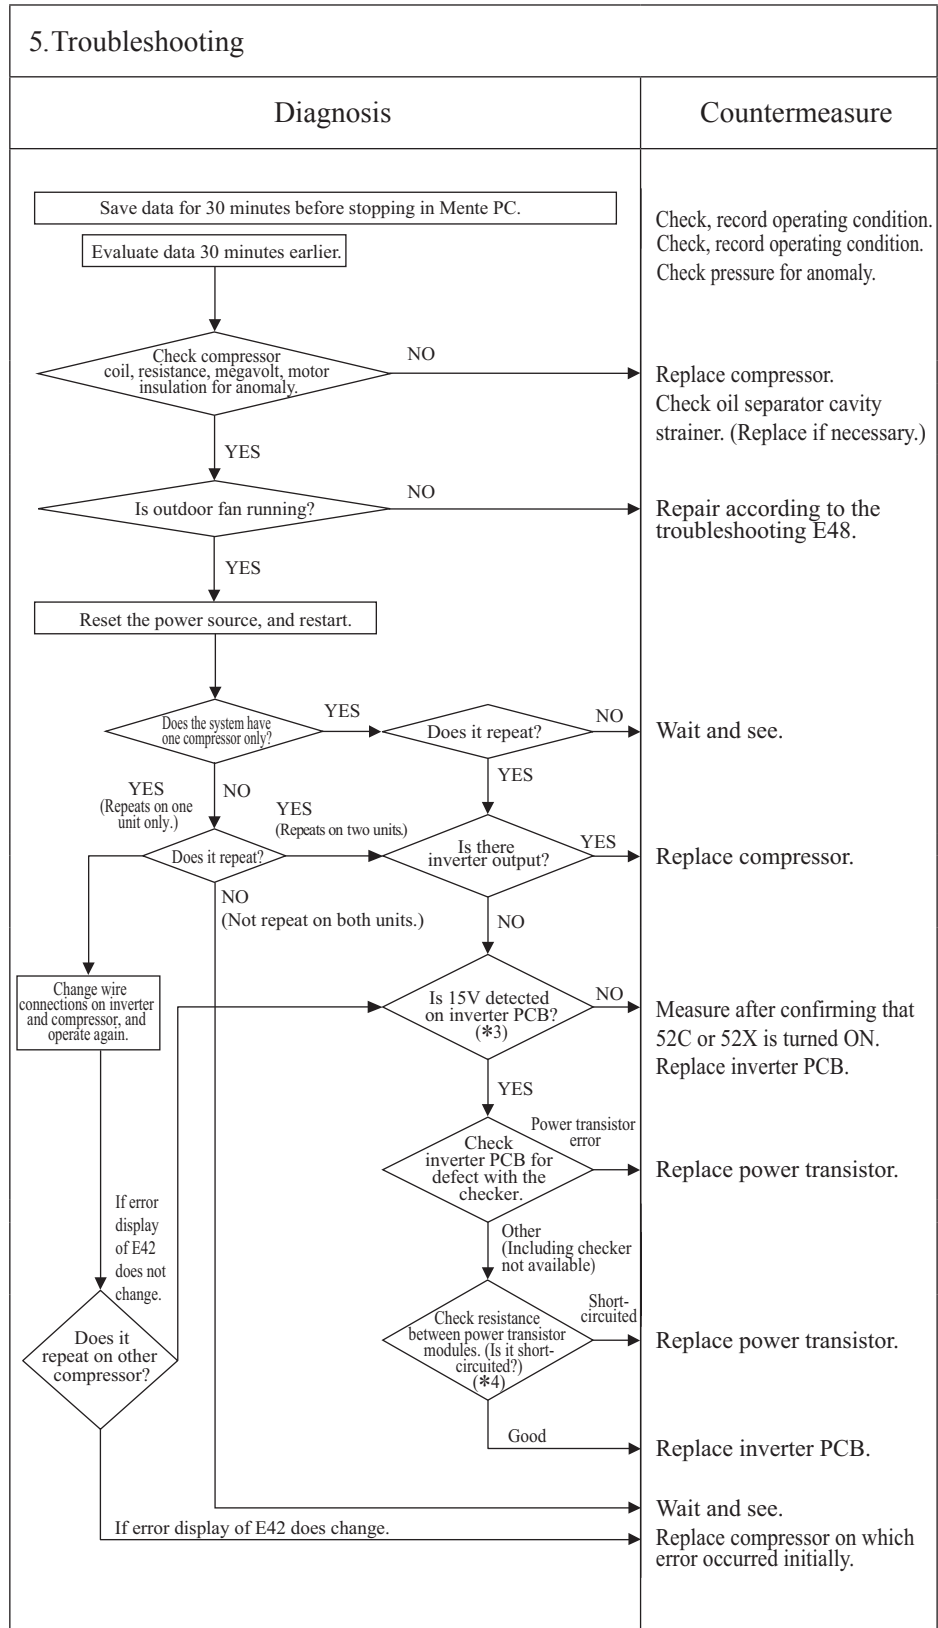 5.Troubleshooting
Diagnosis
Countermeasure
Save data for 30 minutes before stopping in Mente PC.
Check, record operating condition.
Evaluate data 30 minutes earlier.
Check, record operating condition.
Check pressure for anomaly.
Check compressor
coil, resistance, megavolt, motor
insulation for anomaly.
NO
Replace compressor.
Check oil separator cavity
strainer. (Replace if necessary.)
YES
Is outdoor fan running?
NO
Repair according to the
troubleshooting E48.
YES
Reset the power source, and restart.
Does the system have
one compressor only?
YES
Does it repeat?
NO
Wait and see.
YES
NO
YES
(Repeats on one
unit only.)
Does it repeat?
YES
(Repeats on two units.)
Is there
inverter output?
YES
Replace compressor.
NO
(Not repeat on both units.)
NO
Change wire
connections on inverter
and compressor, and
operate again.
Is 15V detected
on inverter PCB?
(*3)
NO
Measure after confirming that
52C or 52X is turned ON.
Replace inverter PCB.
YES
Check
inverter PCB for
defect with the
checker.
Power transistor
error
Replace power transistor.
Other
(Including checker
not available)
If error
display
of E42
does not
change.
Does it
repeat on other
compressor?
Check resistance
between power transistor
modules. (Is it short-
circuited?)
(*4)
Short-
circuited
Replace power transistor.
Good
Replace inverter PCB.
Wait and see.
If error display of E42 does change.
Replace compressor on which
error occurred initially.